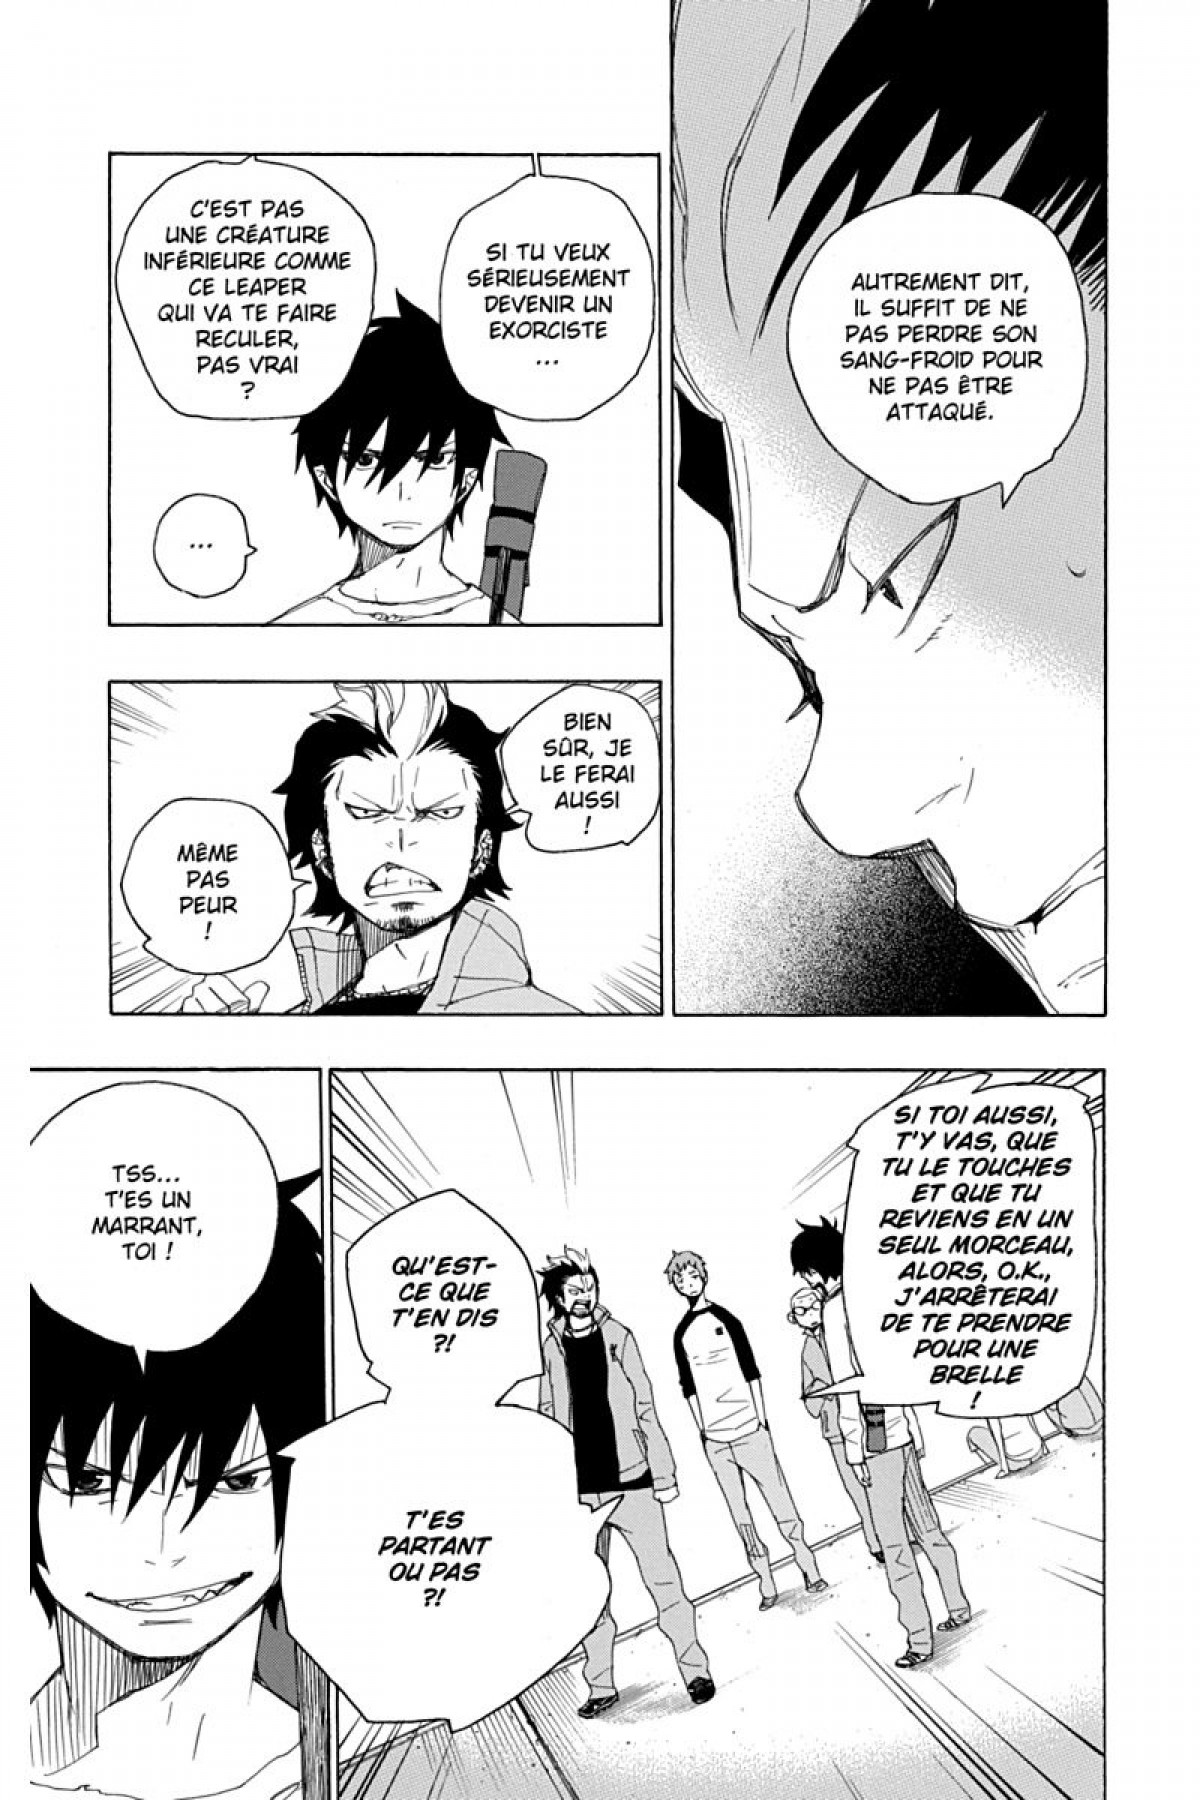 AUTREMENT DIT,
IL SUFFIT DE NE
PAS PERDRE SON
SANG-FROID POUR
NE PAS ÊTRE
ATTAQUÉ.
SI TU VEUX
SÉRIEUSEMENT
DEVENIR UN
EXORCISTE
...
C'EST PAS
UNE CRÉATURE
INFÉRIEURE COMME
CE LEAPER
QUI VA TE FAIRE
RECULER,
PAS VRAI
?
...
BIEN
SÛR, JE
LE FERAI
AUSSI
!
MÊME
PAS
PEUR
!
SI TOI AUSSI,
T'Y VAS, QUE
TU LE TOUCHES
ET QUE TU
REVIENS EN UN
SEUL MORCEAU,
ALORS, O.K.,
J'ARRÊTERAI
DE TE PRENDRE
POUR UNE
BRELLE
!
QU'EST-
CE QUE
T'EN DIS
?!
T'ES
PARTANT
OU PAS
?!
TSS...
T'ES UN
MARRANT,
TOI !